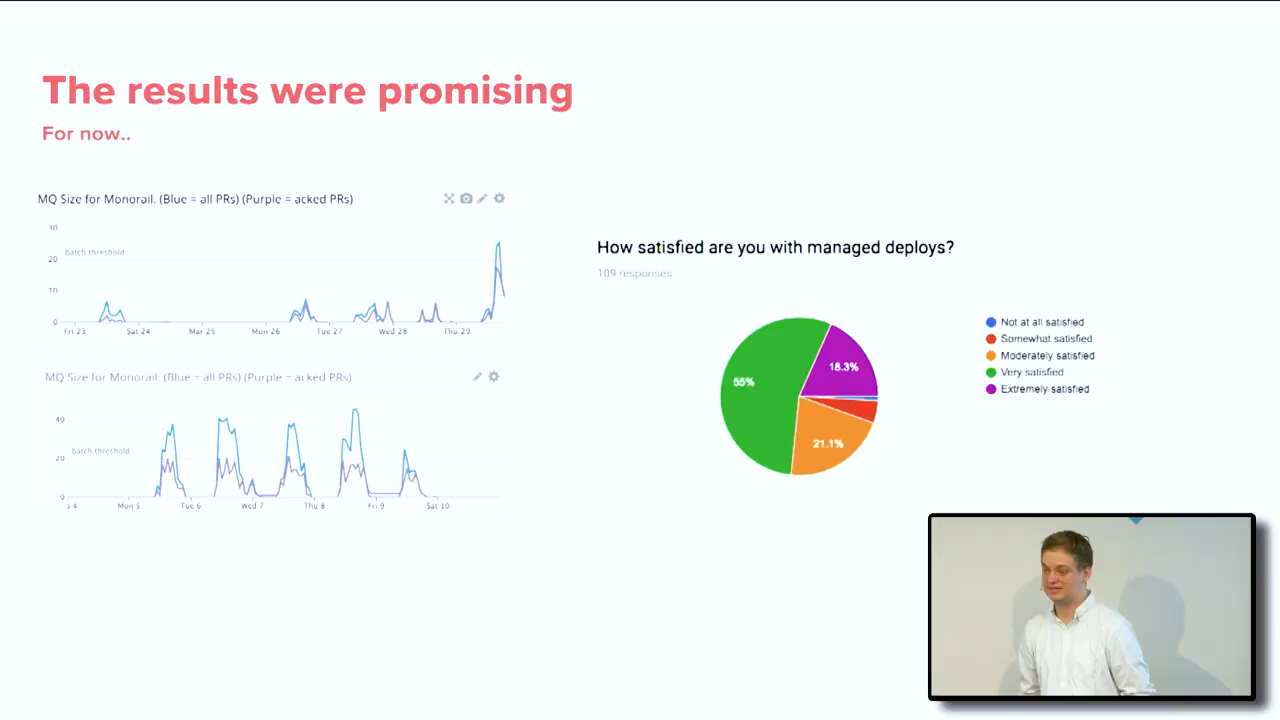 The results were promising
For now..
MQ Size for Monorail. (Blue = all PRs) (Purple = acked PRs)
10
batch threshold
20
10
0
Fri 23 Sat 24 Mar 25 Mon 26 Tue 27 Wed 28 Thu 29
MQ Size for Monorail. (Blue = all PRs) (Purple = acked PRs)
40
batch threshold
20
0
Mon 5 Tue 6 Wed 7 Thu 8 Fri 9 Sat 10
How satisfied are you with managed deploys?
109 responses
55%
18.3%
21.1%
Not at all satisfied
Somewhat satisfied
Moderately satisfied
Very satisfied
Extremely satisfied